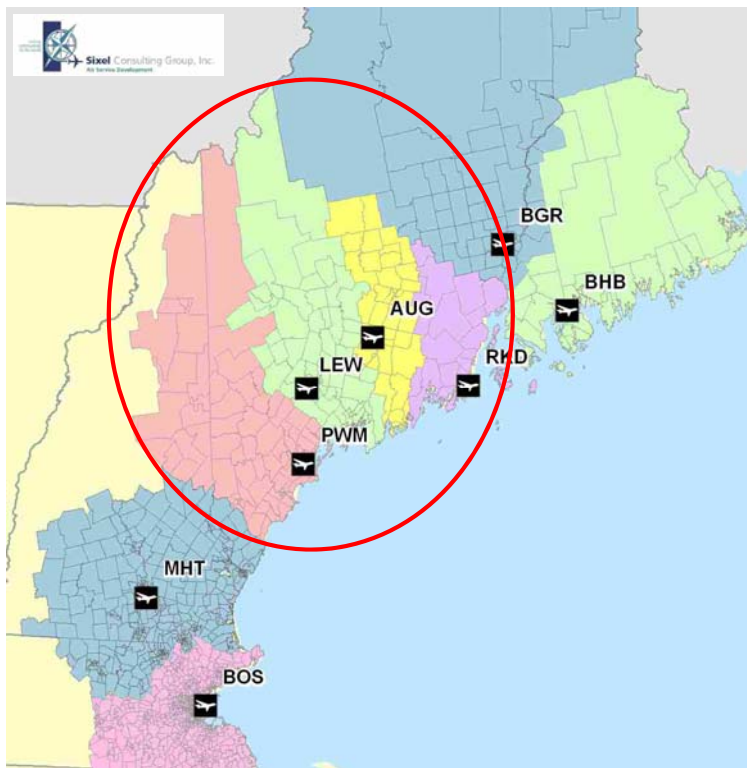 Sixel Consulting Group, Inc.
Air Service Development
BGR
BHB
AUG
LEW
RKD
PWM
MHT
BOS